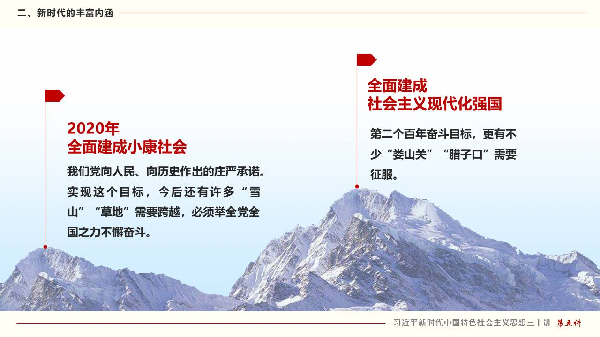 二、新时代的丰富内涵
全面建成
社会主义现代化强国
第二个百年奋斗目标，更有不
少“娄山关”“腊子口”需要
征服。
2020年
全面建成小康社会
我们党向人民、向历史作出的庄严承诺。
实现这个目标，今后还有许多“雪
山”“草地”需要跨越，必须举全党全
国之力不懈奋斗。
习近平新时代中国特色社会主义思想三十讲 第五讲